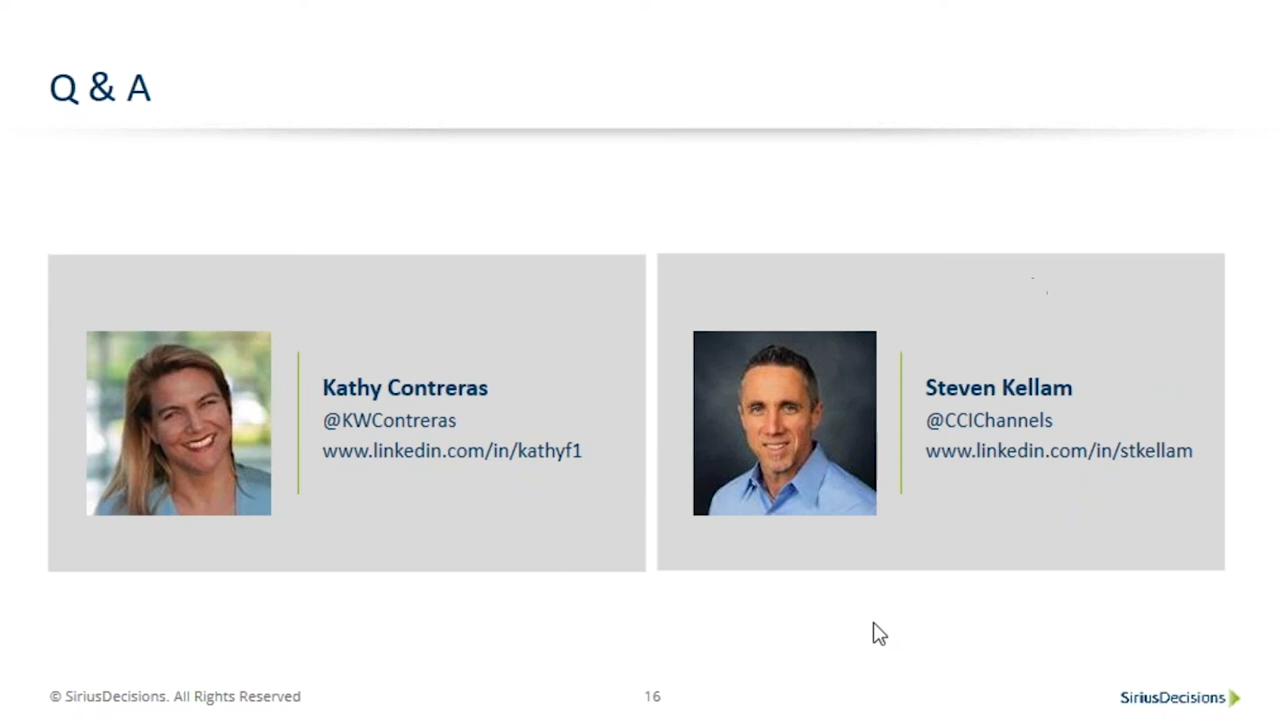 Q & A
Kathy Contreras
@KWContreras
www.linkedin.com/in/kathyf1
Steven Kellam
@CCIChannels
www.linkedin.com/in/stkellam
© SiriusDecisions. All Rights Reserved
16
SiriusDecisions